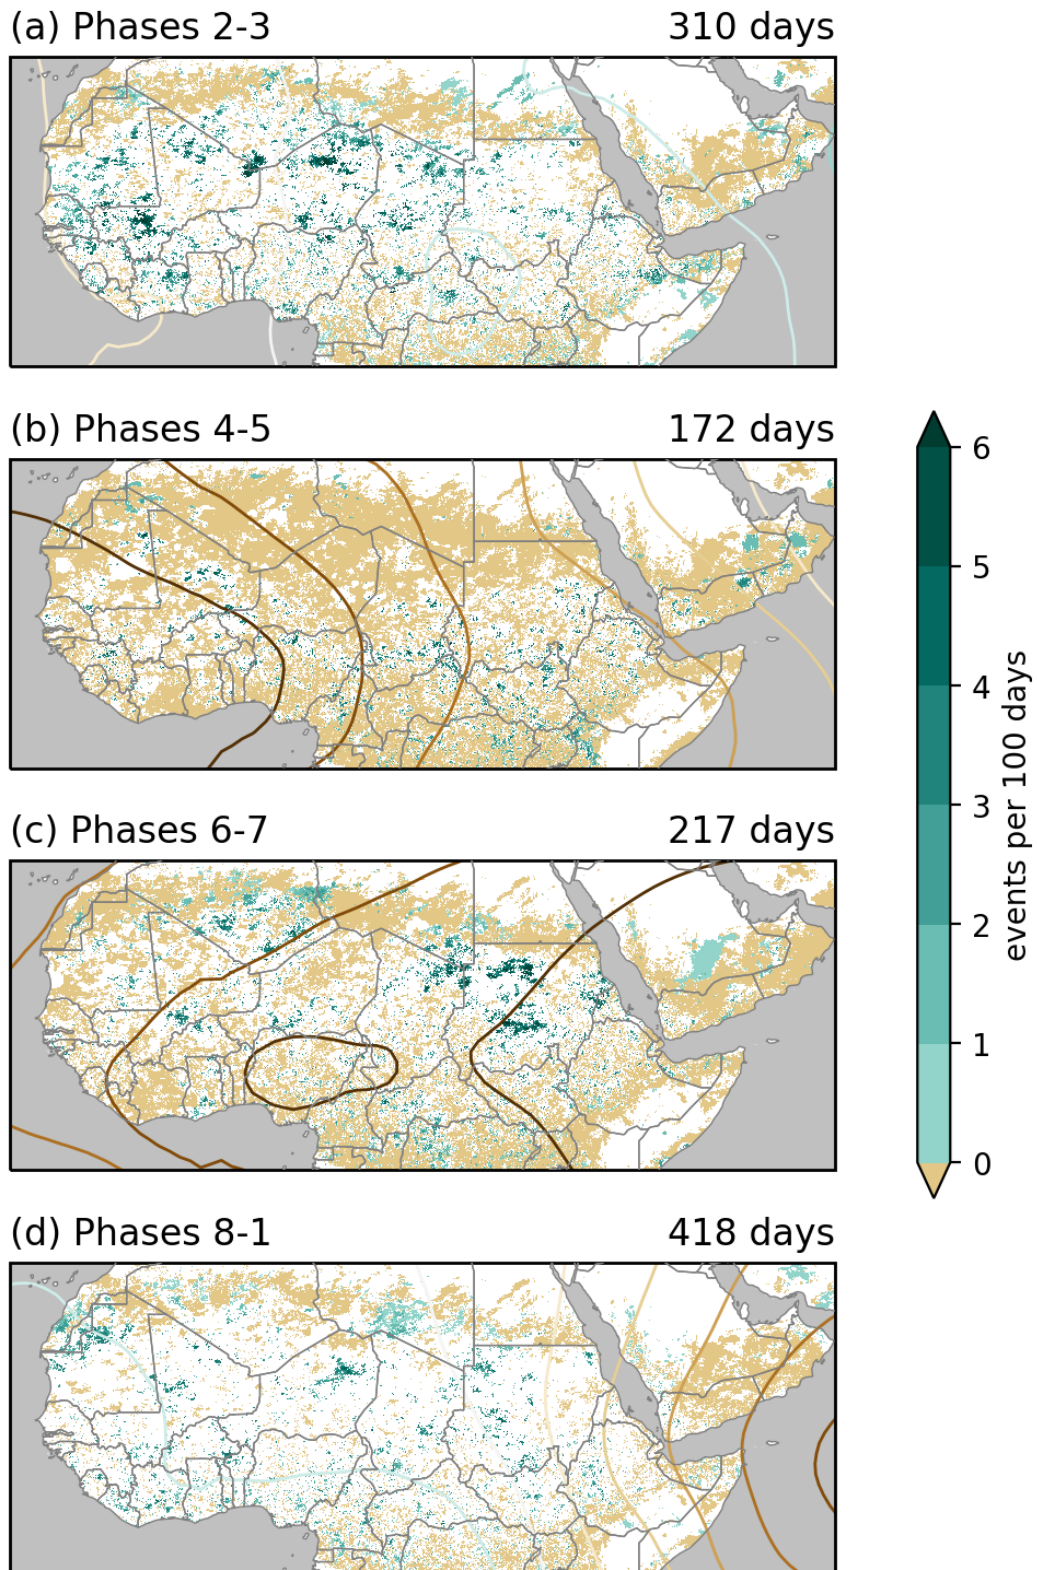 (a) Phases 2-3 310 days
(b) Phases 4-5 172 days
(c) Phases 6-7 217 days
(d) Phases 8-1 418 days
6
5
4
3
2
1
0
events per 100 days